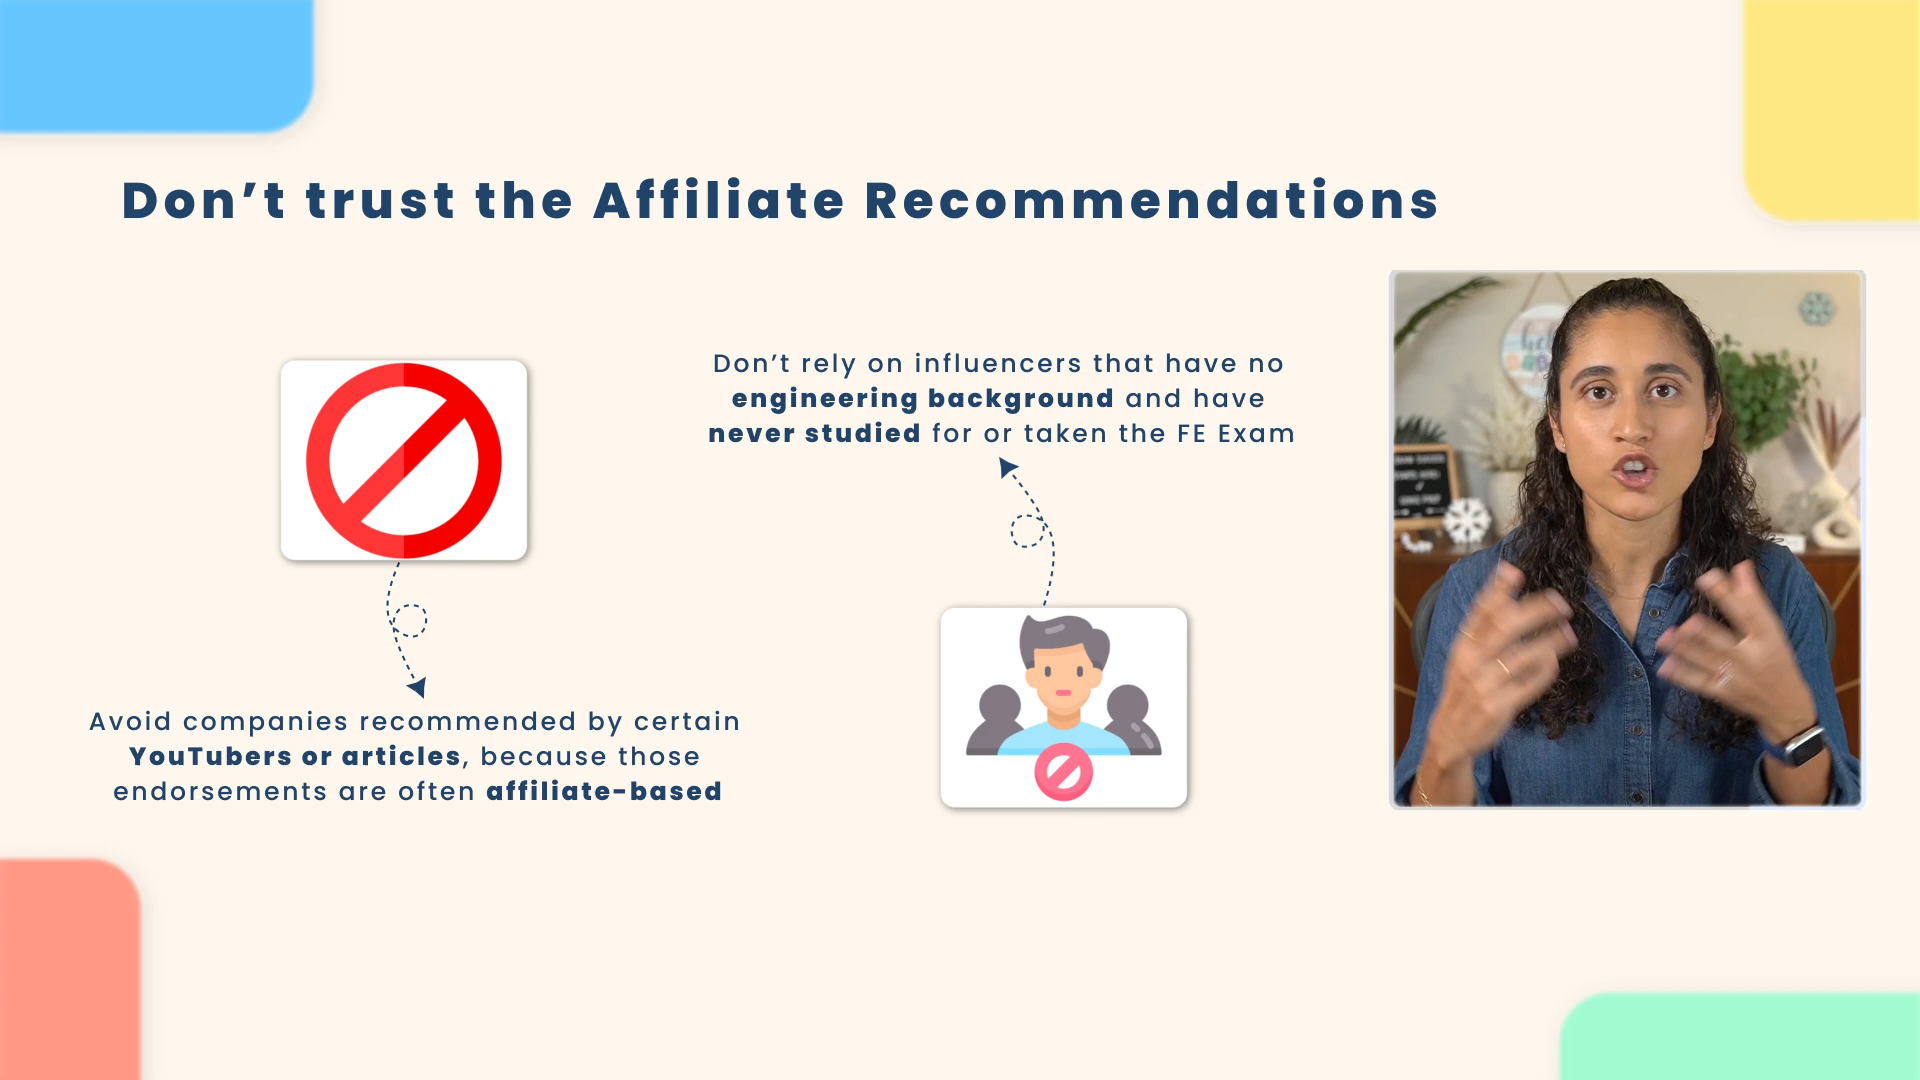 Don’t trust the Affiliate Recommendations
Don’t rely on influencers that have no
engineering background and have
never studied for or taken the FE Exam
Avoid companies recommended by certain
YouTubers or articles, because those
endorsements are often affiliate-based